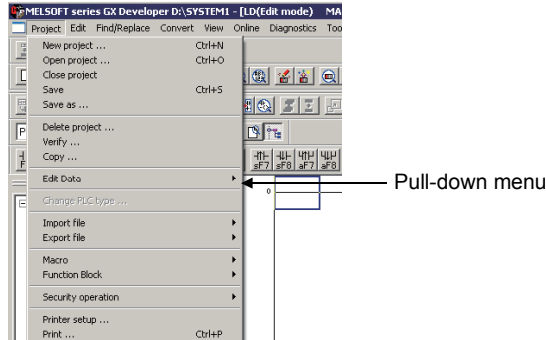 MELSOFT series GX Developer D:\SYSTEM1 - [LD(Edit mode) MA
Project Edit Find/Replace Convert View Online Diagnostics Too
New project ... Ctrl+N
Open project ... Ctrl+O
Close project
Save Ctrl+S
Save as ...
Delete project ...
Verify ...
Copy ...
sF7 sF8 aF7 aF8
Edit Data
Pull-down menu
0
Change PLC type ...
Import file
Export file
Macro
Function Block
Security operation
Printer setup ...
Print ... Ctrl+P